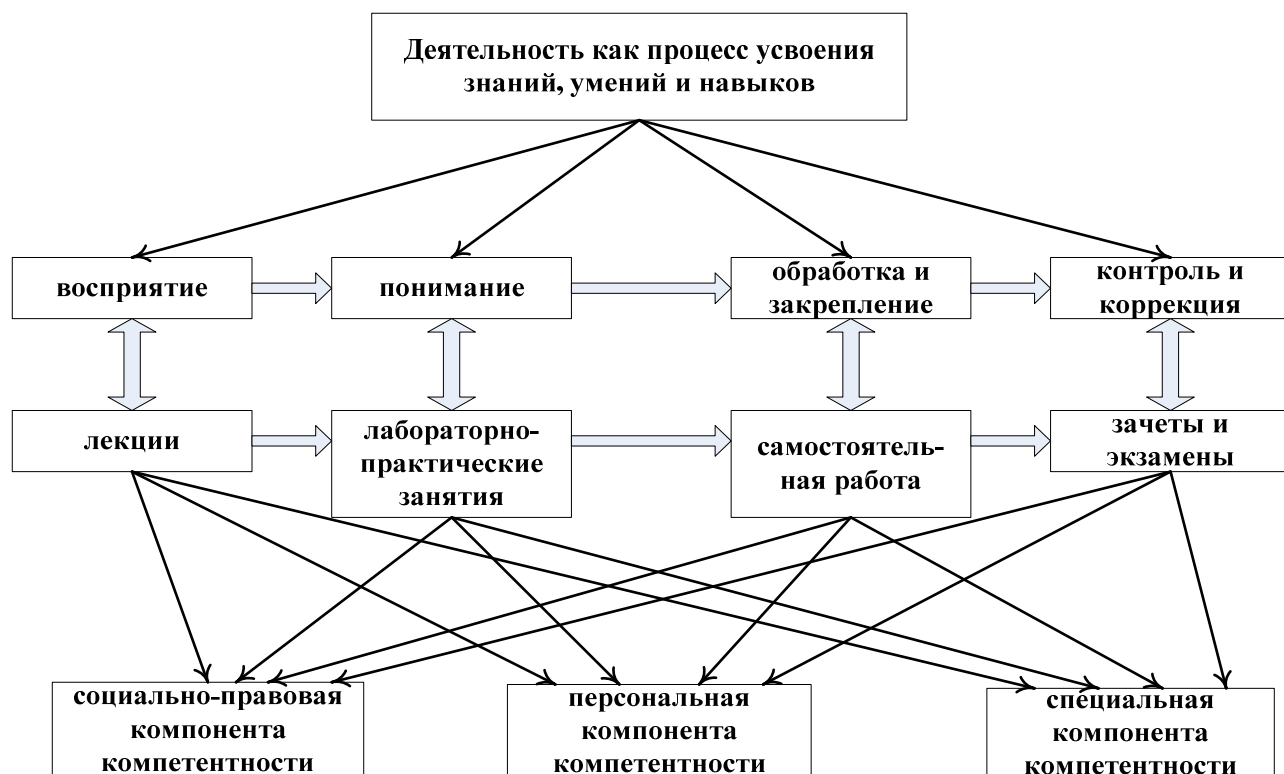 Деятельность как процесс усвоения
знаний, умений и навыков
восприятие
понимание
обработка и
закрепление
контроль и
коррекция
лекции
лабораторно-
практические
занятия
самостоятель-
ная работа
зачеты и
экзамены
социально-правовая
компонента
компетентности
персональная
компонента
компетентности
специальная
компонента
компетентности